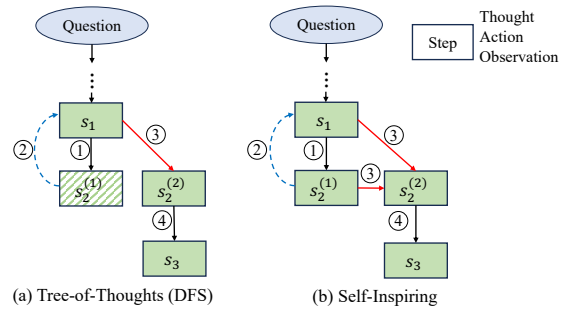 Question
⋮
s₁
① 
②
③
s₂⁽¹⁾
s₂⁽²⁾
④
s₃
(a) Tree-of-Thoughts (DFS)
Question
⋮
s₁
①
②
③
③
s₂⁽¹⁾
s₂⁽²⁾
④
s₃
(b) Self-Inspiring
Step
Thought
Action
Observation